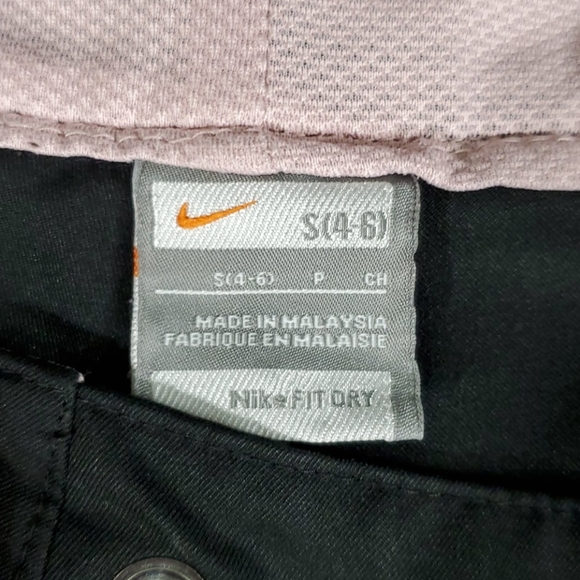 S(4-6)
S(4-6) P CH
MADE IN MALAYSIA
FABRIQUE EN MALAISIE
Nike FIT DRY